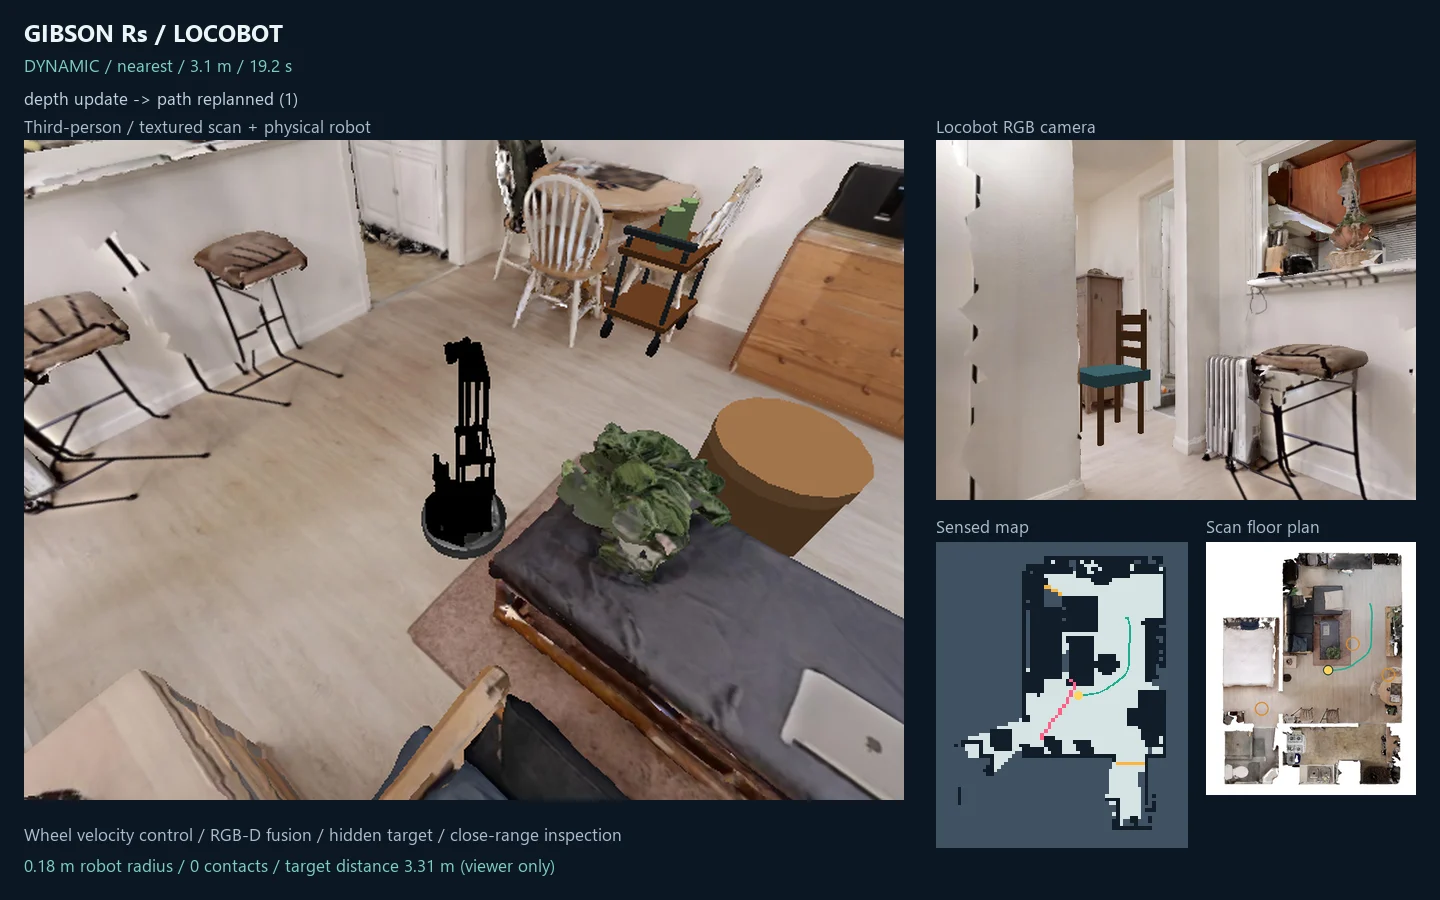 GIBSON Rs / LOCOBOT
DYNAMIC / nearest / 3.1 m / 19.2 s
depth update -> path replanned (1)
Third-person / textured scan + physical robot
Locobot RGB camera
Sensed map
Scan floor plan
Wheel velocity control / RGB-D fusion / hidden target / close-range inspection
0.18 m robot radius / 0 contacts / target distance 3.31 m (viewer only)